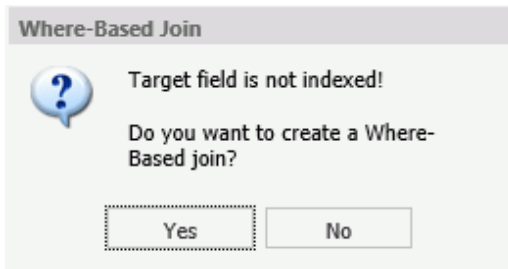 Where-Based Join
Target field is not indexed!
Do you want to create a Where-
Based join?
Yes
No